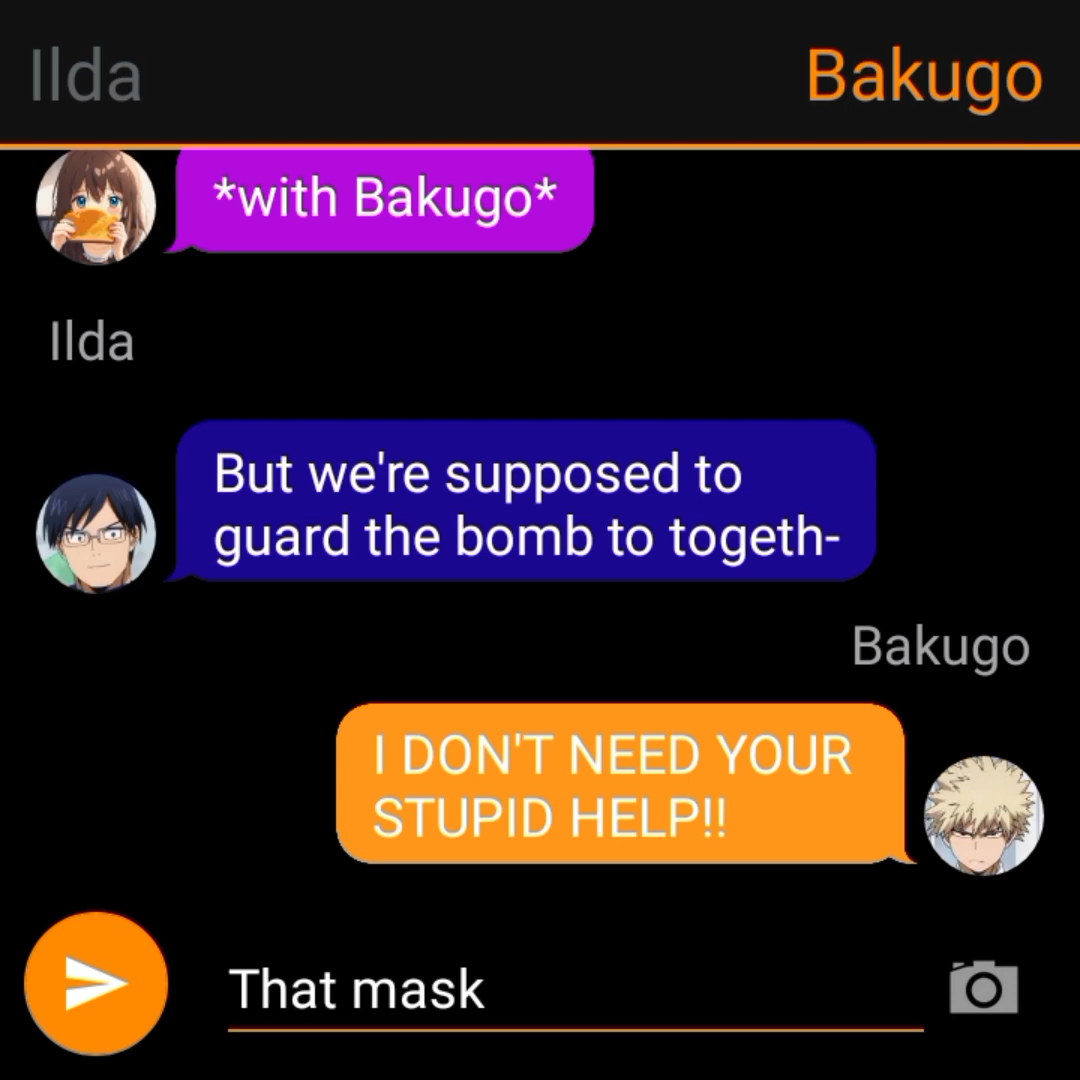 Ilda
Bakugo
*with Bakugo*
Ilda
But we're supposed to
guard the bomb to togeth-
Bakugo
I DON'T NEED YOUR
STUPID HELP!!
That mask